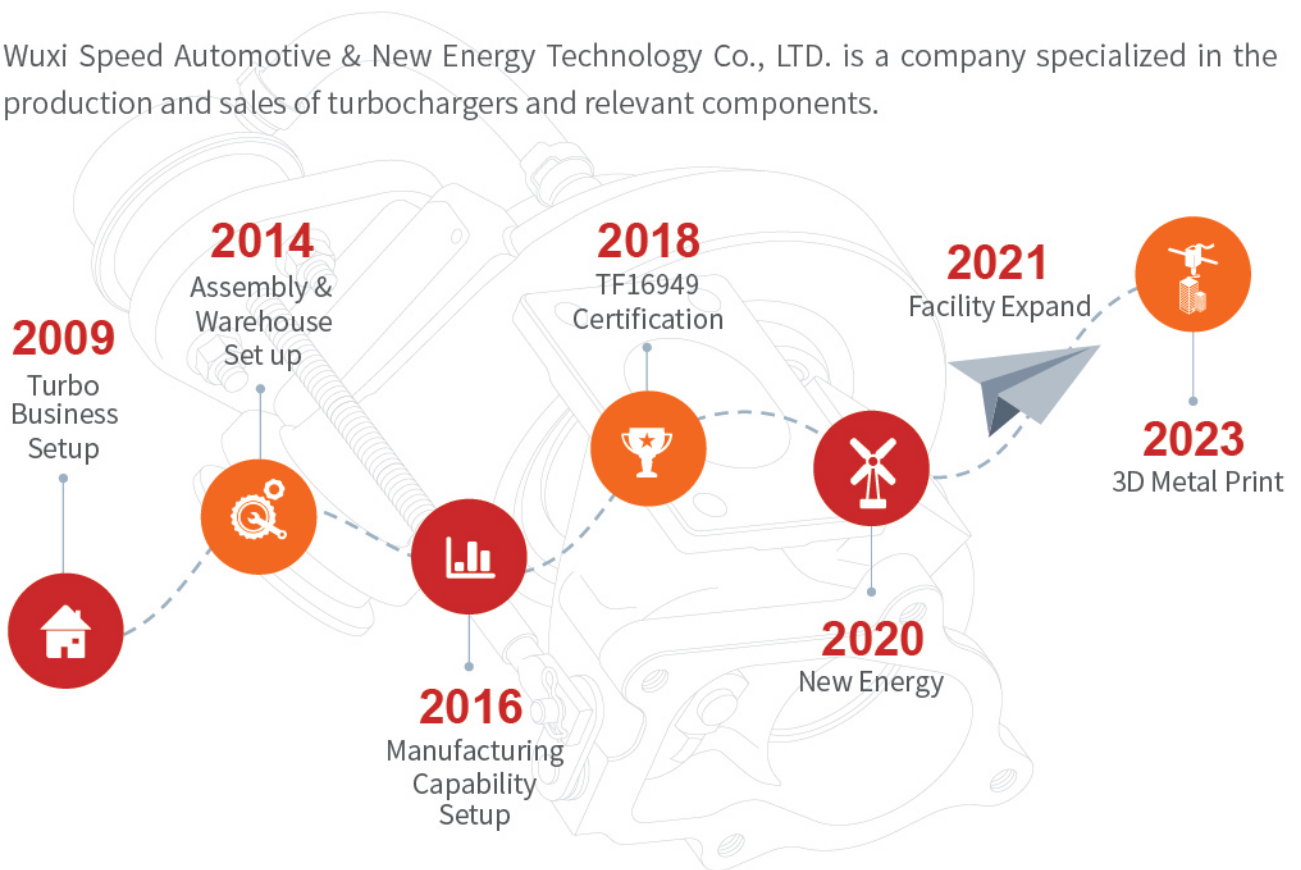 Wuxi Speed Automotive & New Energy Technology Co., LTD. is a company specialized in the
production and sales of turbochargers and relevant components.
2009
Turbo
Business
Setup
2014
Assembly &
Warehouse
Set up
2016
Manufacturing
Capability
Setup
2018
TF16949
Certification
2020
New Energy
2021
Facility Expand
2023
3D Metal Print